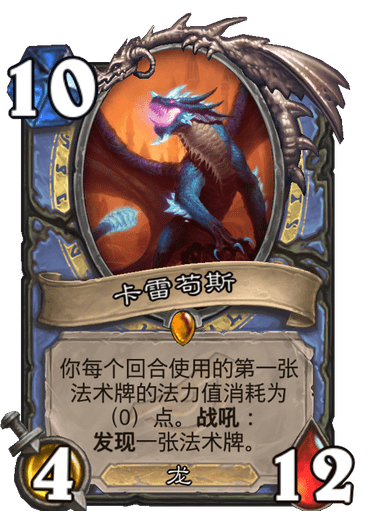 10
卡雷苟斯
你每个回合使用的第一张
法术牌的法力值消耗为
（0）点。战吼：
发现一张法术牌。
4
龙
12